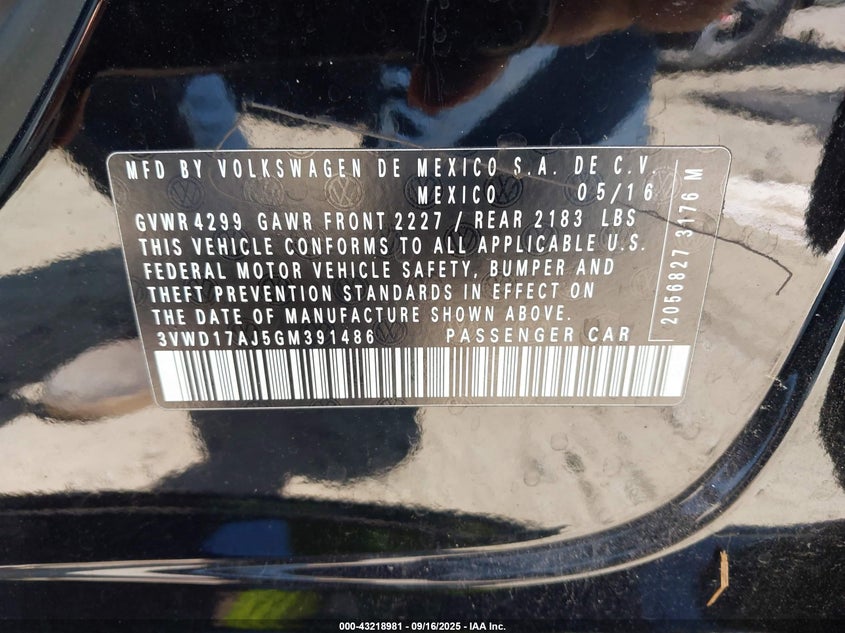 MFD BY VOLKSWAGEN DE MEXICO S.A. DE C.V.
MEXICO 05/16
GVWR 4299 GAWR FRONT 2227 / REAR 2183 LBS
THIS VEHICLE CONFORMS TO ALL APPLICABLE U.S.
FEDERAL MOTOR VEHICLE SAFETY, BUMPER AND
THEFT PREVENTION STANDARDS IN EFFECT ON
THE DATE OF MANUFACTURE SHOWN ABOVE.
3VWD17AJ5GM391486 PASSENGER CAR
2056827 3176 M
000-43218981 - 09/16/2025 - IAA Inc.